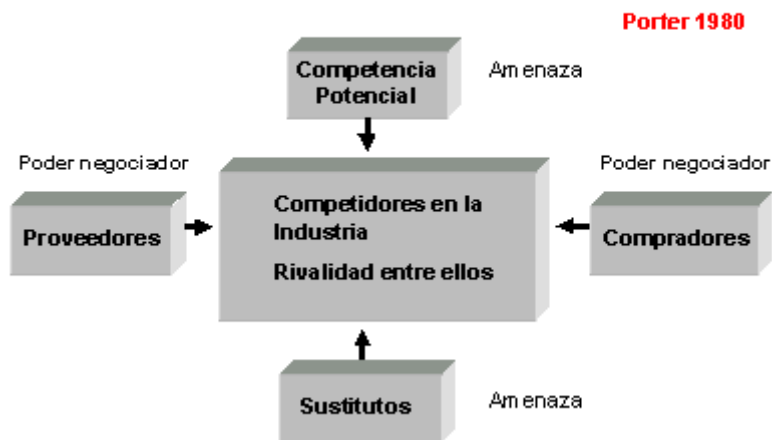 Porter 1980
Competencia
Potencial
Amenaza
Poder negociador
Poder negociador
Proveedores
Competidores en la
Industria
Rivalidad entre ellos
Compradores
Sustitutos
Amenaza